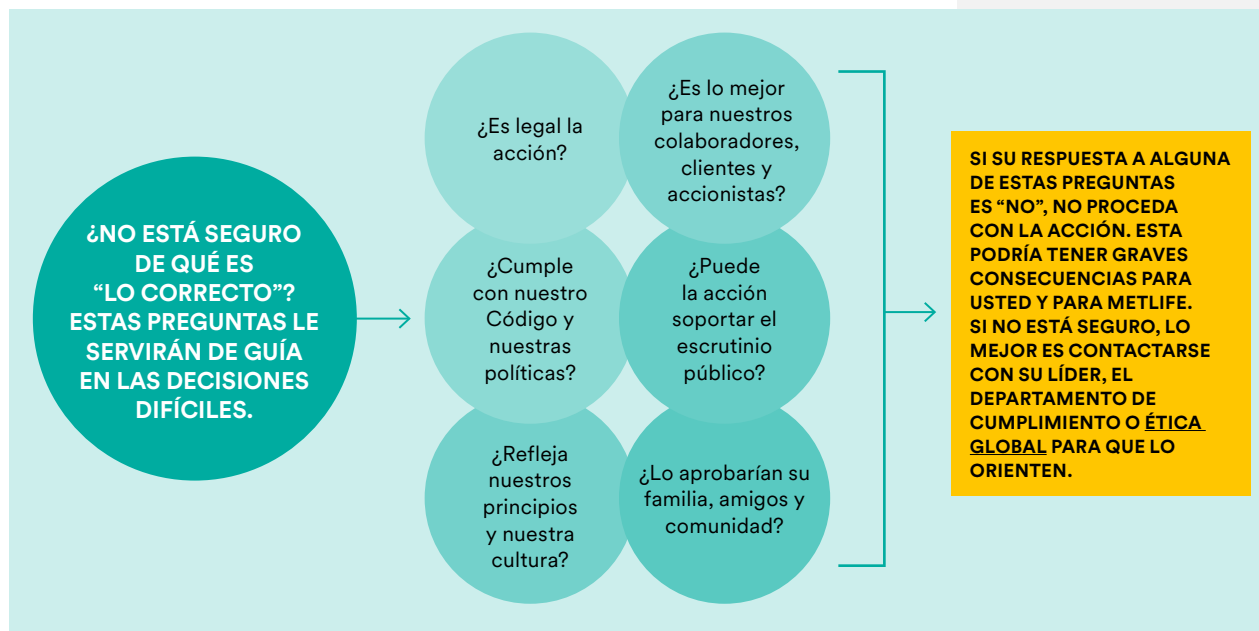 ¿NO ESTÁ SEGURO
DE QUÉ ES
“LO CORRECTO”?
ESTAS PREGUNTAS LE
SERVIRÁN DE GUÍA
EN LAS DECISIONES
DIFÍCILES.
¿Es legal la
acción?
¿Es lo mejor
para nuestros
colaboradores,
clientes y
accionistas?
¿Cumple
con nuestro
Código y
nuestras
políticas?
¿Puede
la acción
soportar el
escrutinio
público?
¿Refleja
nuestros
principios
y nuestra
cultura?
¿Lo aprobarían su
familia, amigos y
comunidad?
SI SU RESPUESTA A ALGUNA
DE ESTAS PREGUNTAS
ES “NO”, NO PROCEDA
CON LA ACCIÓN. ESTA
PODRÍA TENER GRAVES
CONSECUENCIAS PARA
USTED Y PARA METLIFE.
SI NO ESTÁ SEGURO, LO
MEJOR ES CONTACTARSE
CON SU LÍDER, EL
DEPARTAMENTO DE
CUMPLIMIENTO O ÉTICA
GLOBAL PARA QUE LO
ORIENTEN.